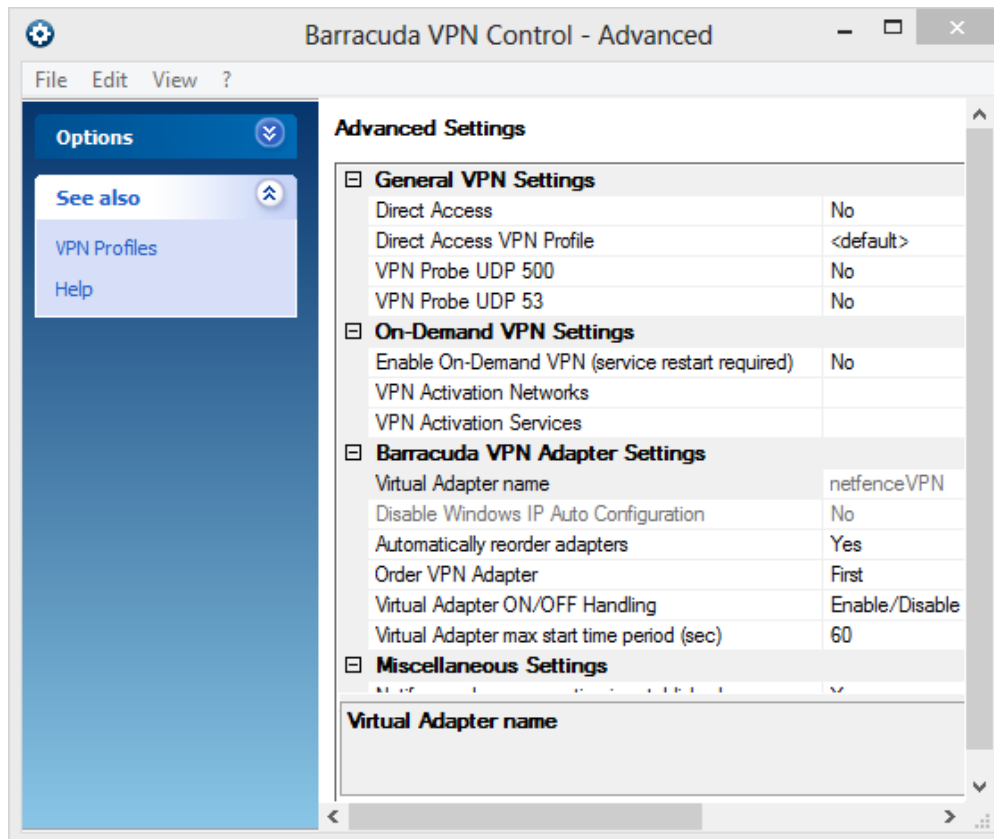 Barracuda VPN Control - Advanced
File Edit View ?
Options
See also
VPN Profiles
Help
Advanced Settings
General VPN Settings
Direct Access No
Direct Access VPN Profile <default>
VPN Probe UDP 500 No
VPN Probe UDP 53 No
On-Demand VPN Settings
Enable On-Demand VPN (service restart required) No
VPN Activation Networks
VPN Activation Services
Barracuda VPN Adapter Settings
Virtual Adapter name netfenceVPN
Disable Windows IP Auto Configuration No
Automatically reorder adapters Yes
Order VPN Adapter First
Virtual Adapter ON/OFF Handling Enable/Disable
Virtual Adapter max start time period (sec) 60
Miscellaneous Settings
Virtual Adapter name